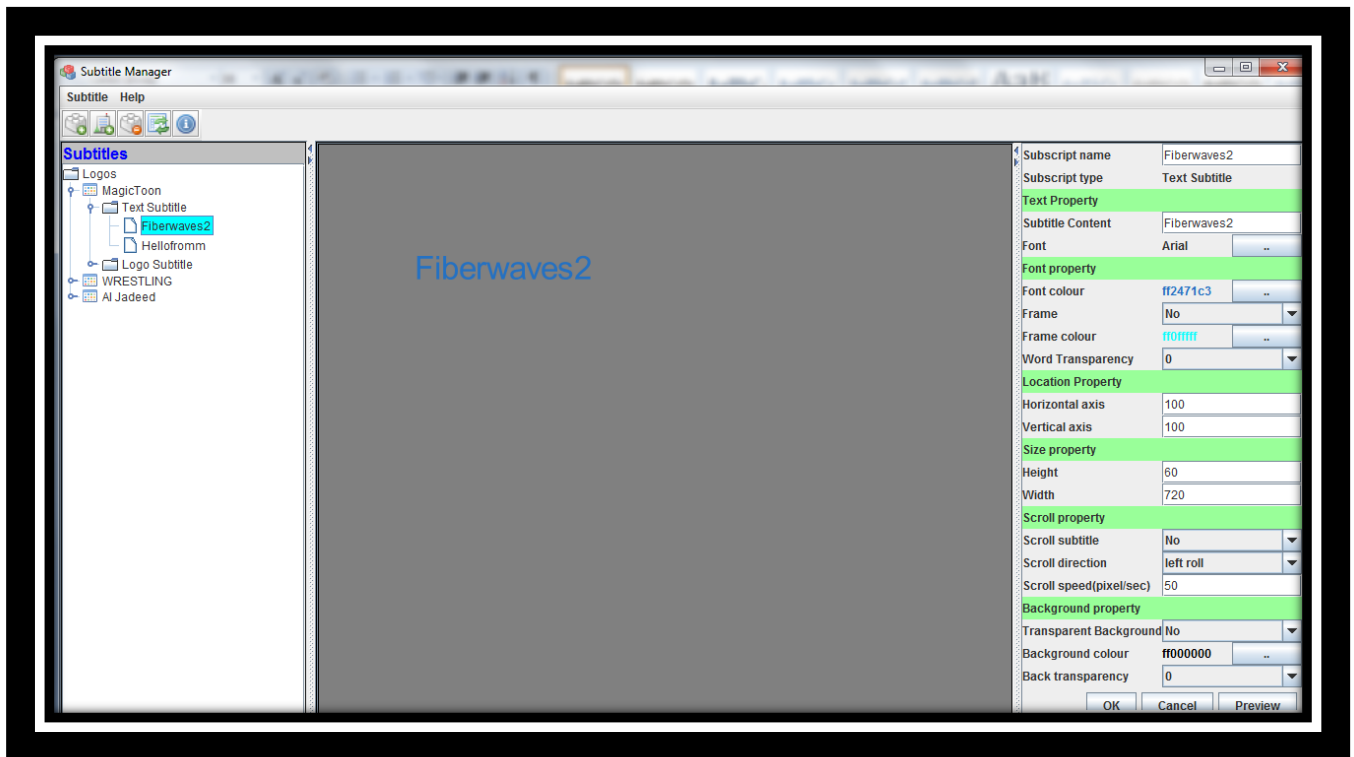 Subtitle Manager
Subtitle Help
Subtitles
Logos
MagicToon
Text Subtitle
Fiberwaves2
Hellofromm
Logo Subtitle
WRESTLING
Al Jadeed
Fiberwaves2
Subscript name Fiberwaves2
Subscript type Text Subtitle
Text Property
Subtitle Content Fiberwaves2
Font Arial ..
Font property
Font colour ff2471c3 ..
Frame No
Frame colour ff0fffff ..
Word Transparency 0
Location Property
Horizontal axis 100
Vertical axis 100
Size property
Height 60
Width 720
Scroll property
Scroll subtitle No
Scroll direction left roll
Scroll speed(pixel/sec) 50
Background property
Transparent Background No
Background colour ff000000 ..
Back transparency 0
OK Cancel Preview